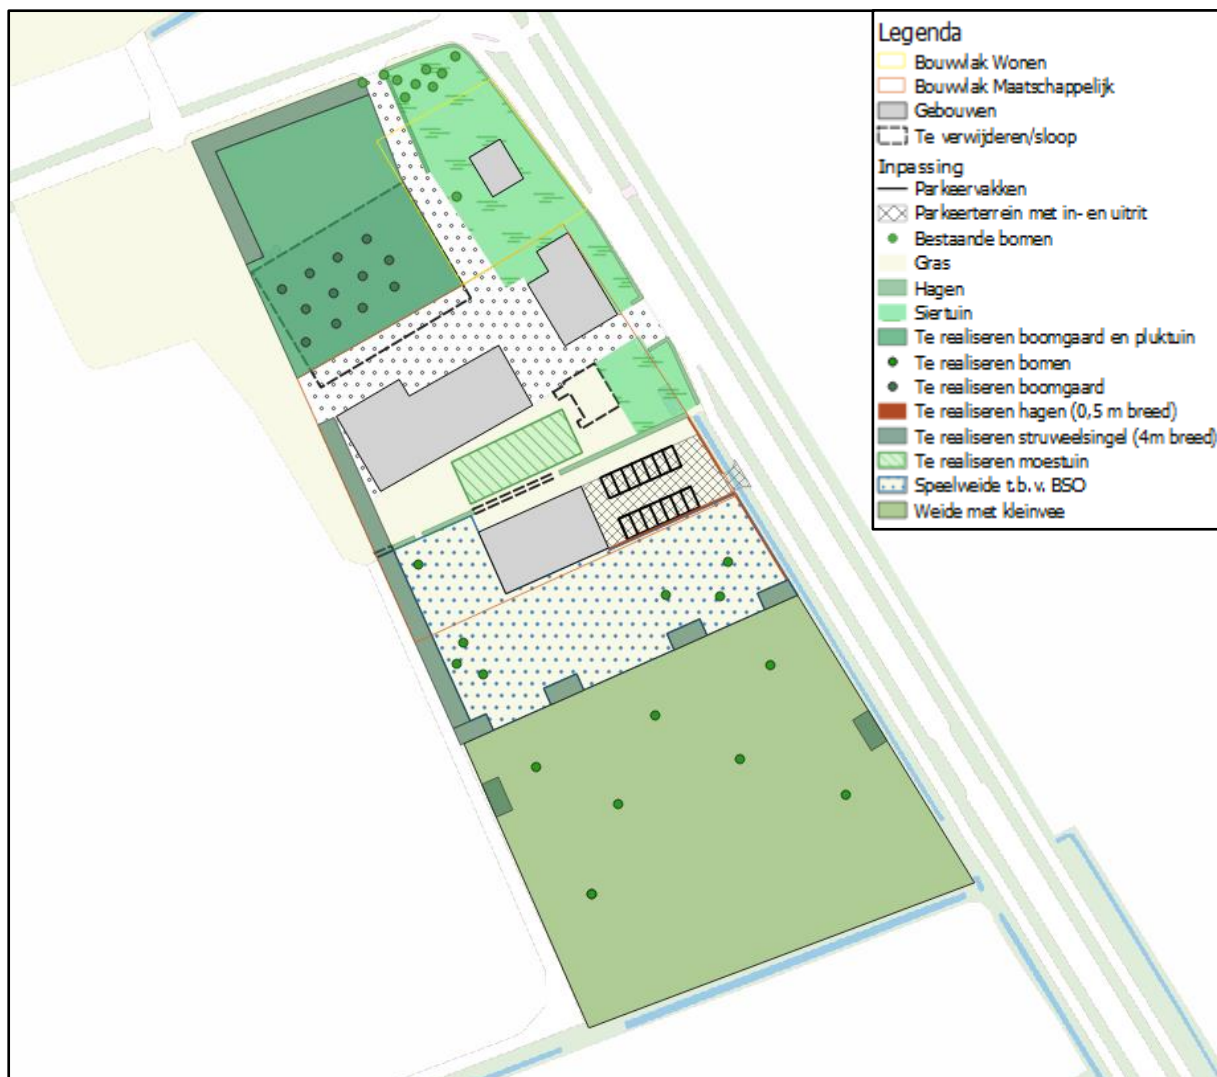 Legenda
Bouwvlak Wonen
Bouwvlak Maatschappelijk
Gebouwen
Te verwijderen/sloop
Inpassing
Parkeervakken
Parkeerterrein met in- en uitrit
Bestaande bomen
Gras
Hagen
Siertuin
Te realiseren boomgaard en pluktuin
Te realiseren bomen
Te realiseren boomgaard
Te realiseren hagen (0,5 m breed)
Te realiseren struweelsingel (4m breed)
Te realiseren moestuin
Speelweide t.b.v. BSO
Weide met kleinvee